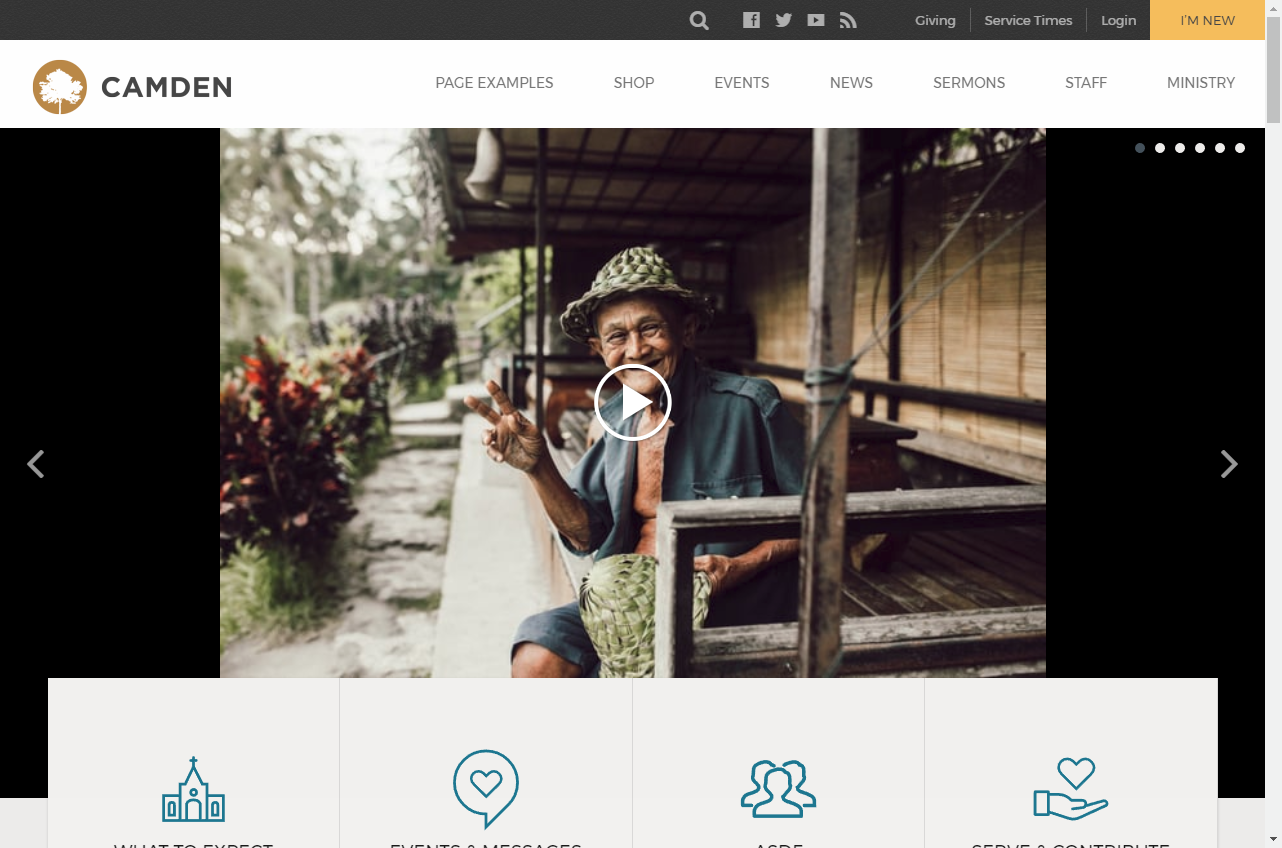 Giving
Service Times
Login
I'M NEW
CAMDEN
PAGE EXAMPLES
SHOP
EVENTS
NEWS
SERMONS
STAFF
MINISTRY
WHAT TO EXPECT
EVENTS & MESSAGES
ASDF
SERVE & CONTRIBUTE